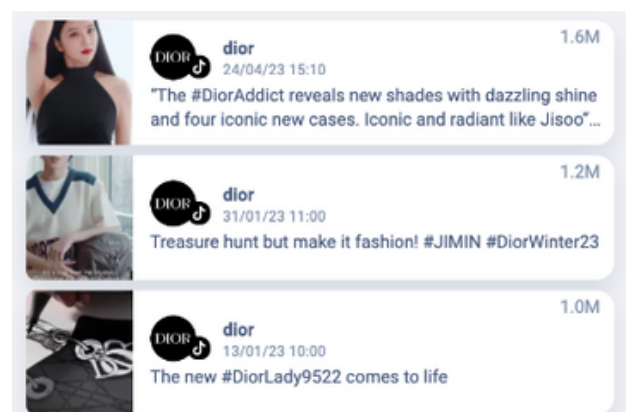 1.6M
DIOR
dior
24/04/23 15:10
"The #DiorAddict reveals new shades with dazzling shine
and four iconic new cases. Iconic and radiant like Jisoo"...
1.2M
DIOR
dior
31/01/23 11:00
Treasure hunt but make it fashion! #JIMIN #DiorWinter23
1.0M
DIOR
dior
13/01/23 10:00
The new #DiorLady9522 comes to life